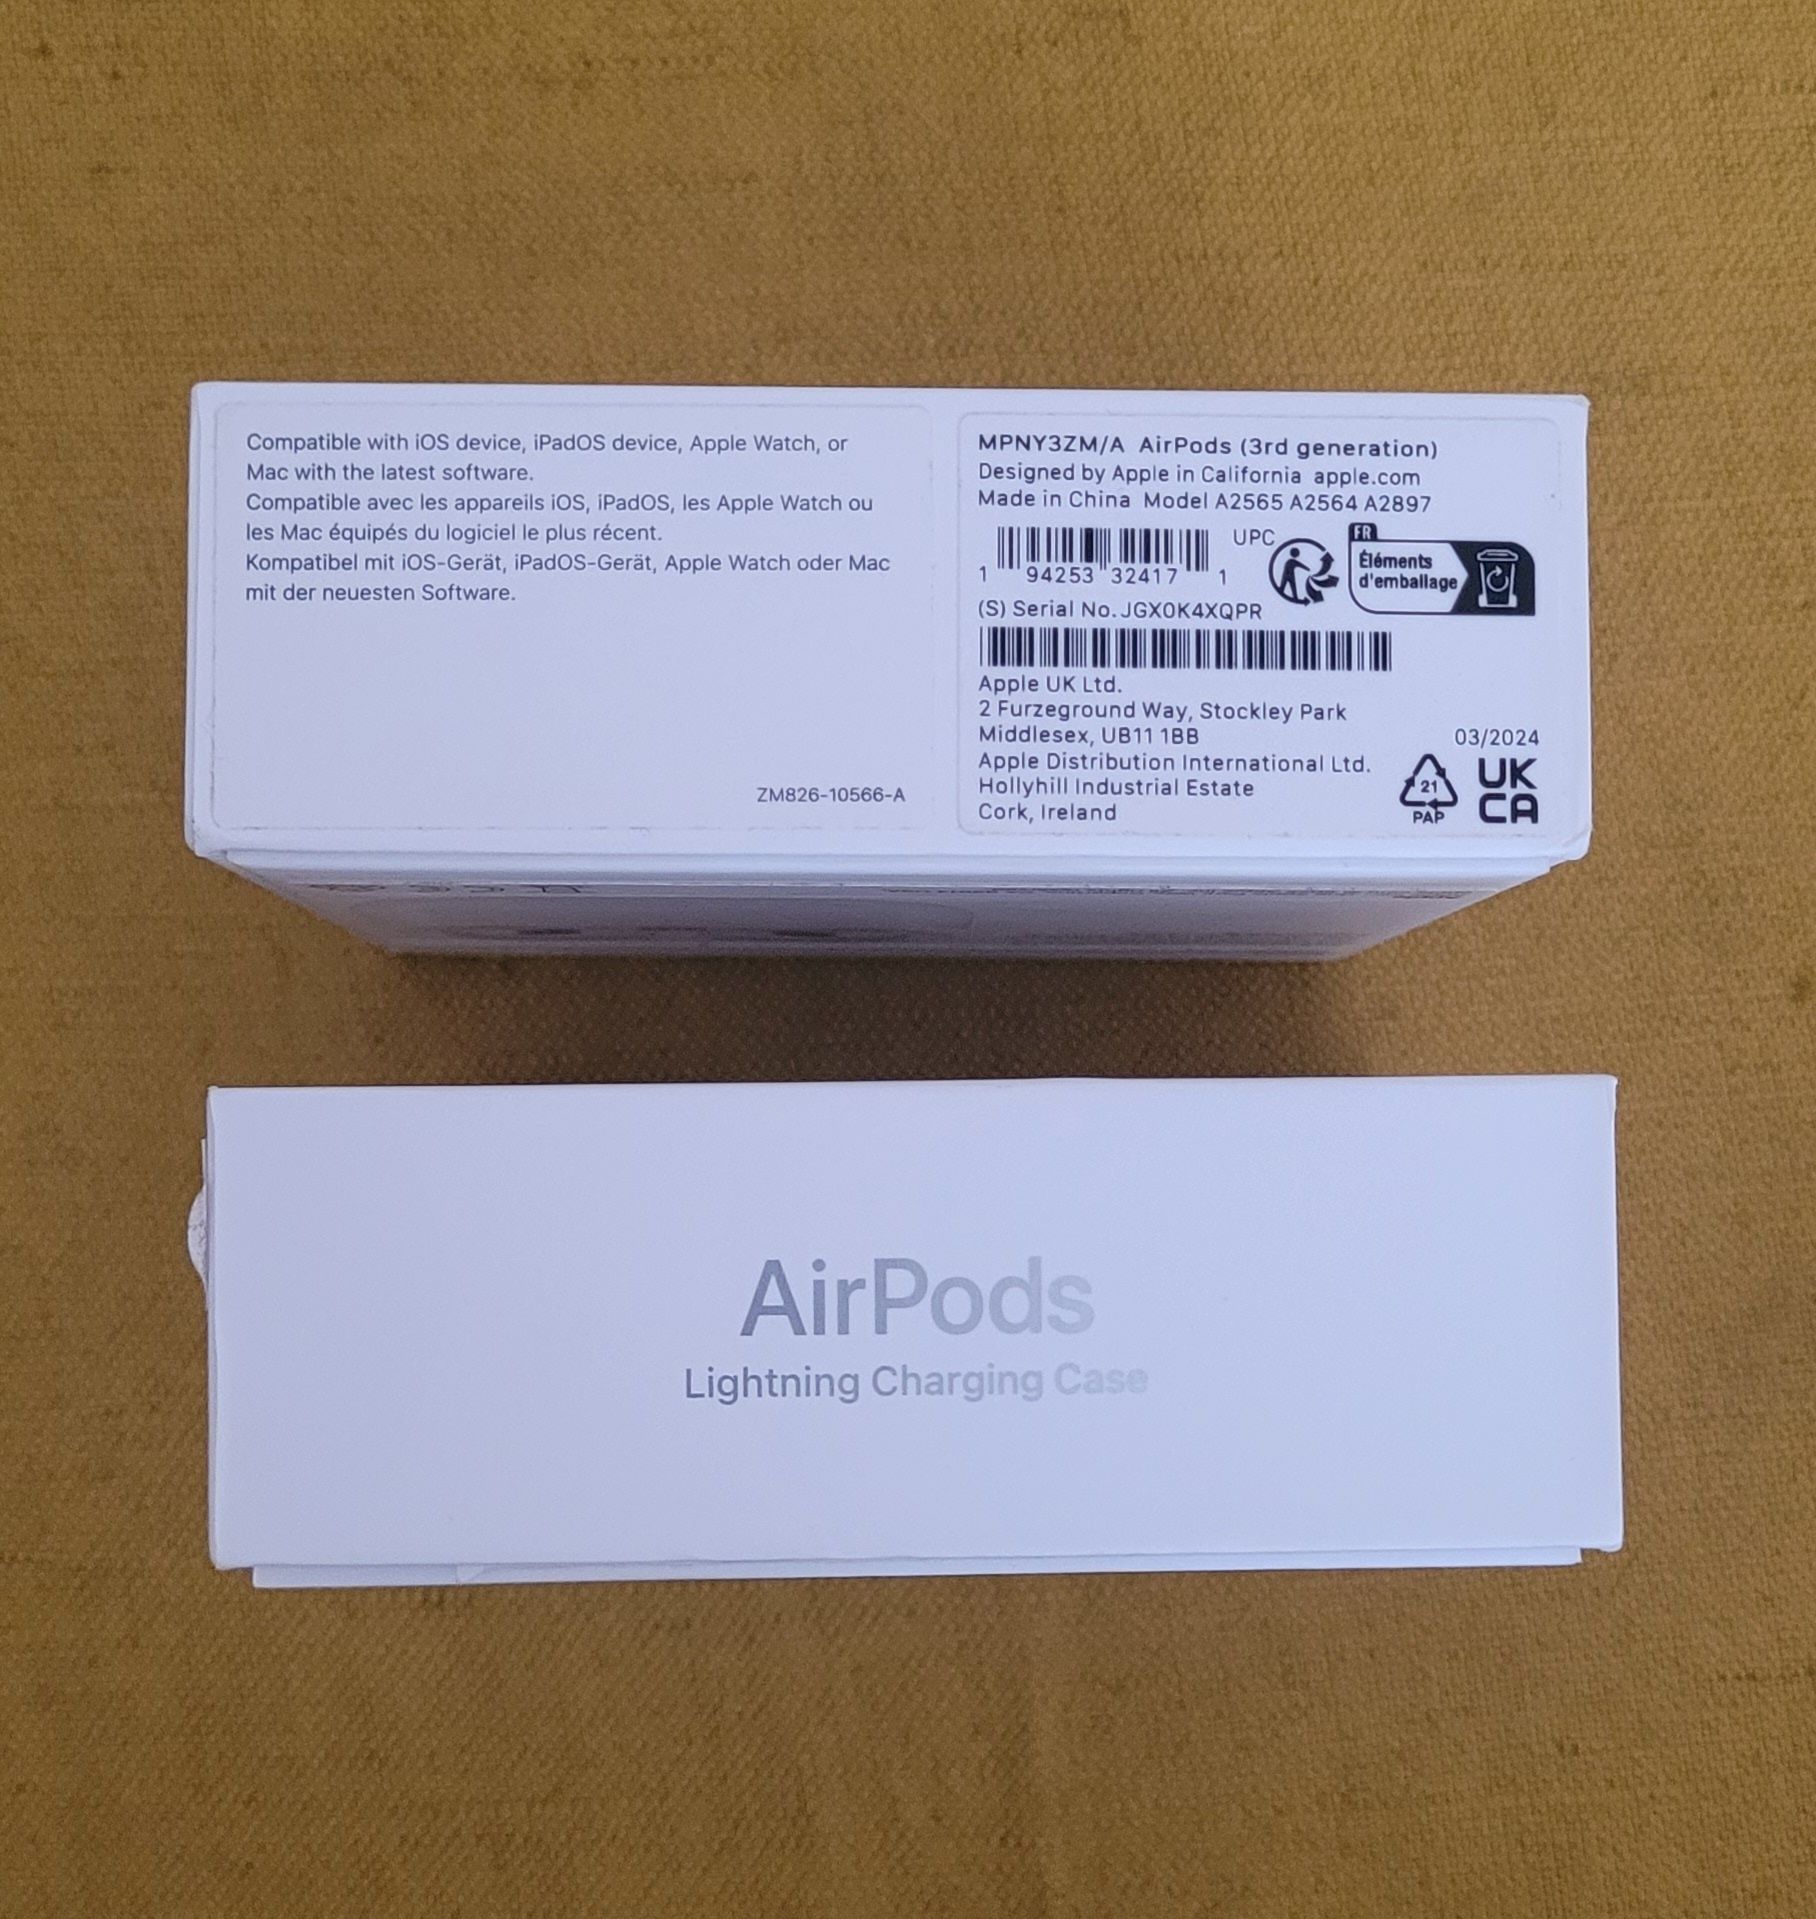 Compatible with iOS device, iPadOS device, Apple Watch, or
Mac with the latest software.
Compatible avec les appareils iOS, iPadOS, les Apple Watch ou
les Mac équipés du logiciel le plus récent.
Kompatibel mit iOS-Gerät, iPadOS-Gerät, Apple Watch oder Mac
mit der neuesten Software.
ZM826-10566-A
MPNY3ZM/A AirPods (3rd generation)
Designed by Apple in California apple.com
Made in China Model A2565 A2564 A2897
UPC
1 94253 32417 1
FR
Éléments
d'emballage
(S) Serial No. JGX0K4XQPR
Apple UK Ltd.
2 Furzeground Way, Stockley Park
Middlesex, UB11 1BB
Apple Distribution International Ltd.
Hollyhill Industrial Estate
Cork, Ireland
03/2024
21
PAP
UK
CA
AirPods
Lightning Charging Case